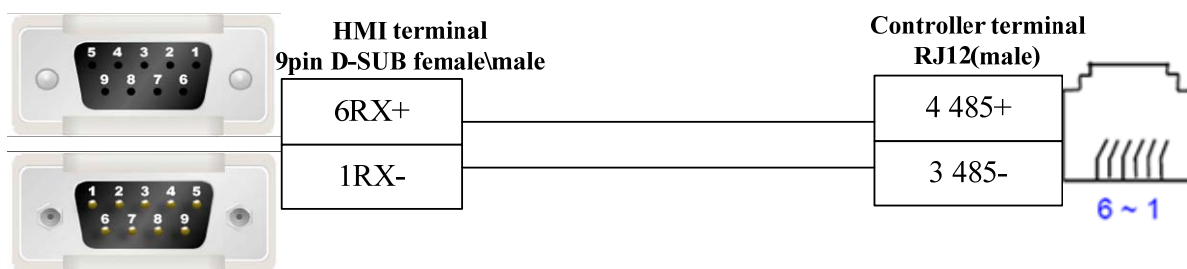 5 4 3 2 1
9 8 7 6
1 2 3 4 5
6 7 8 9
HMI terminal
9pin D-SUB female\male
6RX+
1RX-
Controller terminal
RJ12(male)
4 485+
3 485-
6 ~ 1